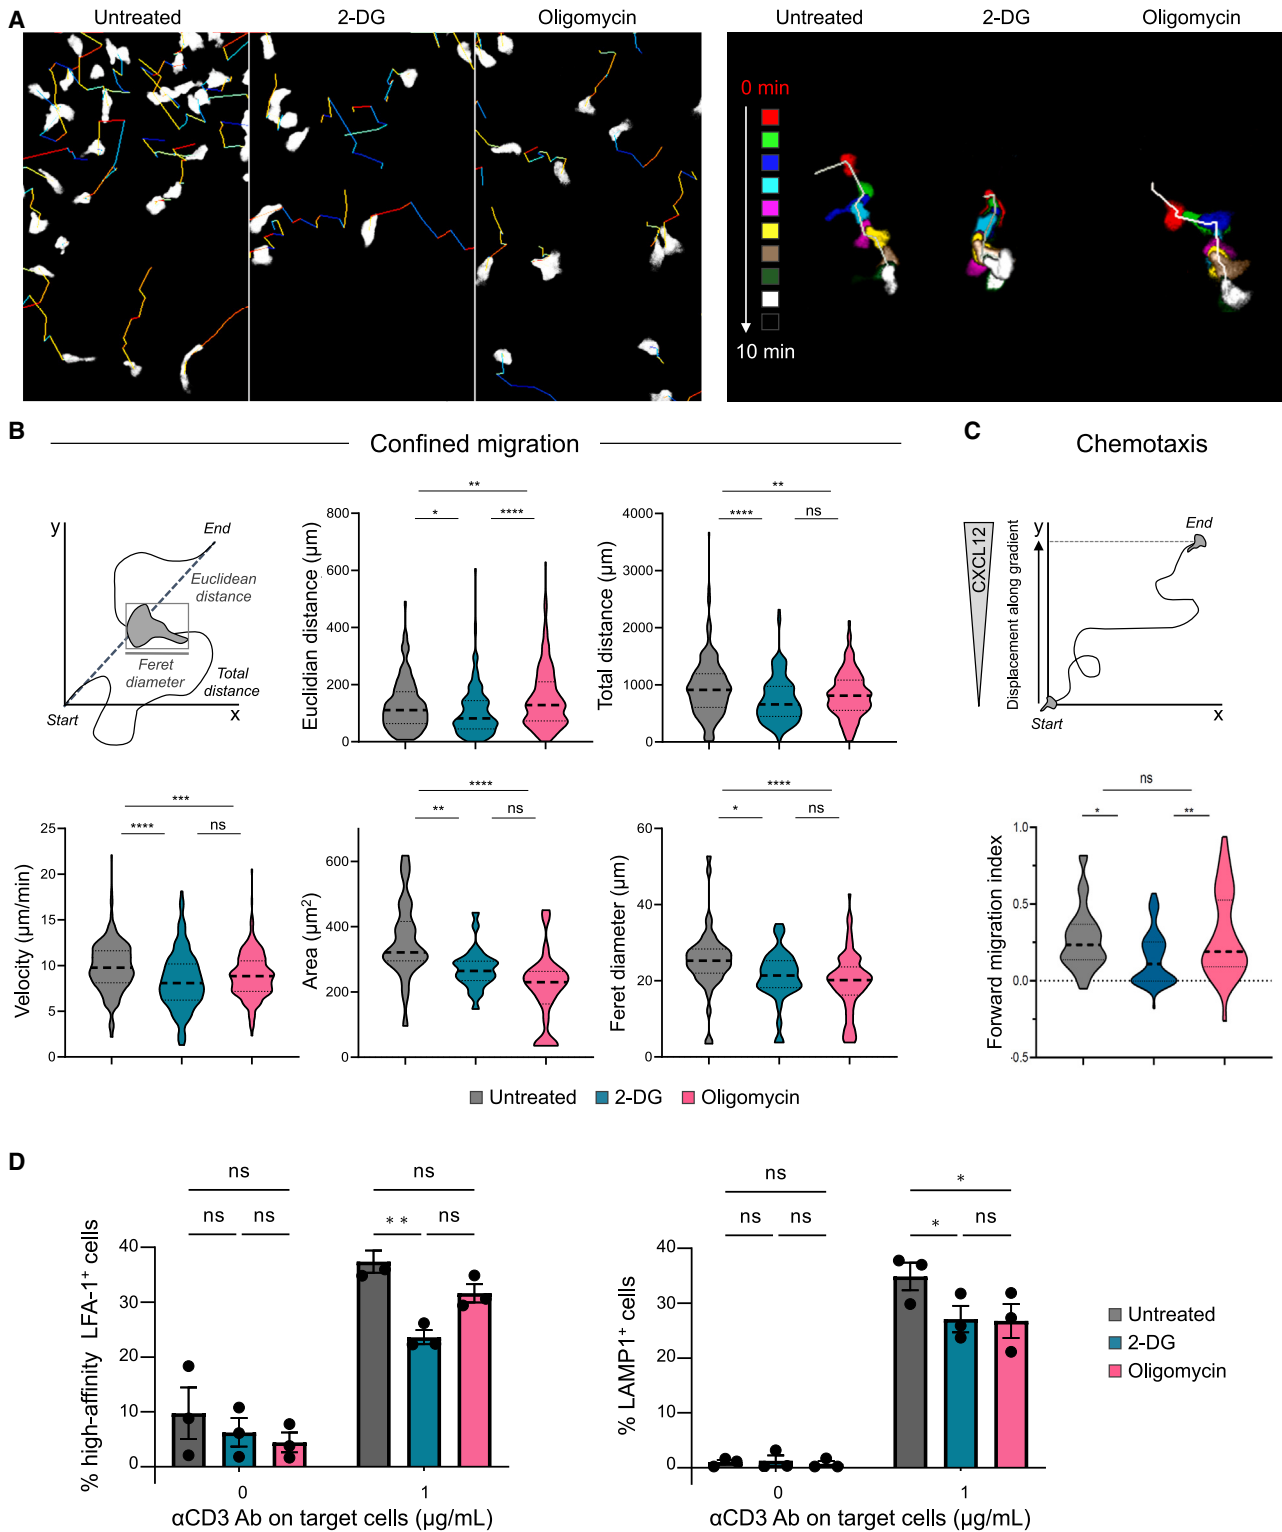 A
Untreated 2-DG Oligomycin Untreated 2-DG Oligomycin
0 min
10 min
B
Confined migration
y
End
Euclidean
distance
Feret
diameter
Total
distance
Start
x
Euclidian distance (µm)
800
600
400
200
0
** * ****
Total distance (µm)
4000
3000
2000
1000
0
** **** ns
Velocity (µm/min)
25
20
15
10
5
0
*** **** ns
Area (µm²)
600
400
200
0
**** ** ns
Feret diameter (µm)
60
40
20
0
**** * ns
Untreated 2-DG Oligomycin
C
Chemotaxis
CXCL12
Displacement along gradient
y
End
Start
x
Forward migration index
1.0
0.5
0.0
-0.5
ns
* **
D
% high-affinity LFA-1⁺ cells
40
30
20
10
0
ns ns
ns ns ** ns
0 1
αCD3 Ab on target cells (µg/mL)
% LAMP1⁺ cells
40
30
20
10
0
ns *
ns ns * ns
0 1
αCD3 Ab on target cells (µg/mL)
Untreated
2-DG
Oligomycin